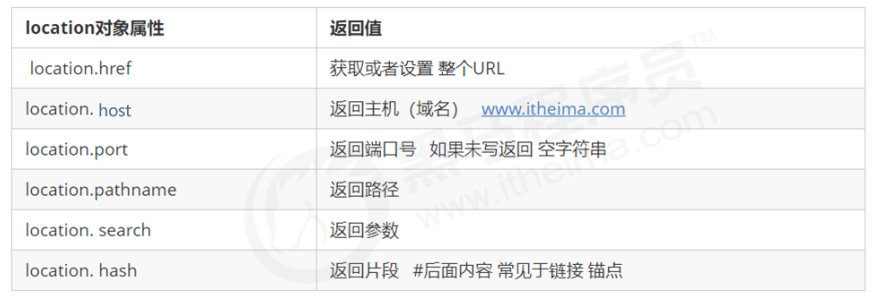 location对象属性 返回值
location.href 获取或者设置 整个URL
location. host 返回主机（域名） www.itheima.com
location.port 返回端口号 如果未写返回 空字符串
location.pathname 返回路径
location. search 返回参数
location. hash 返回片段 #后面内容 常见于链接 锚点
黑马程序员™
www.itheima.com